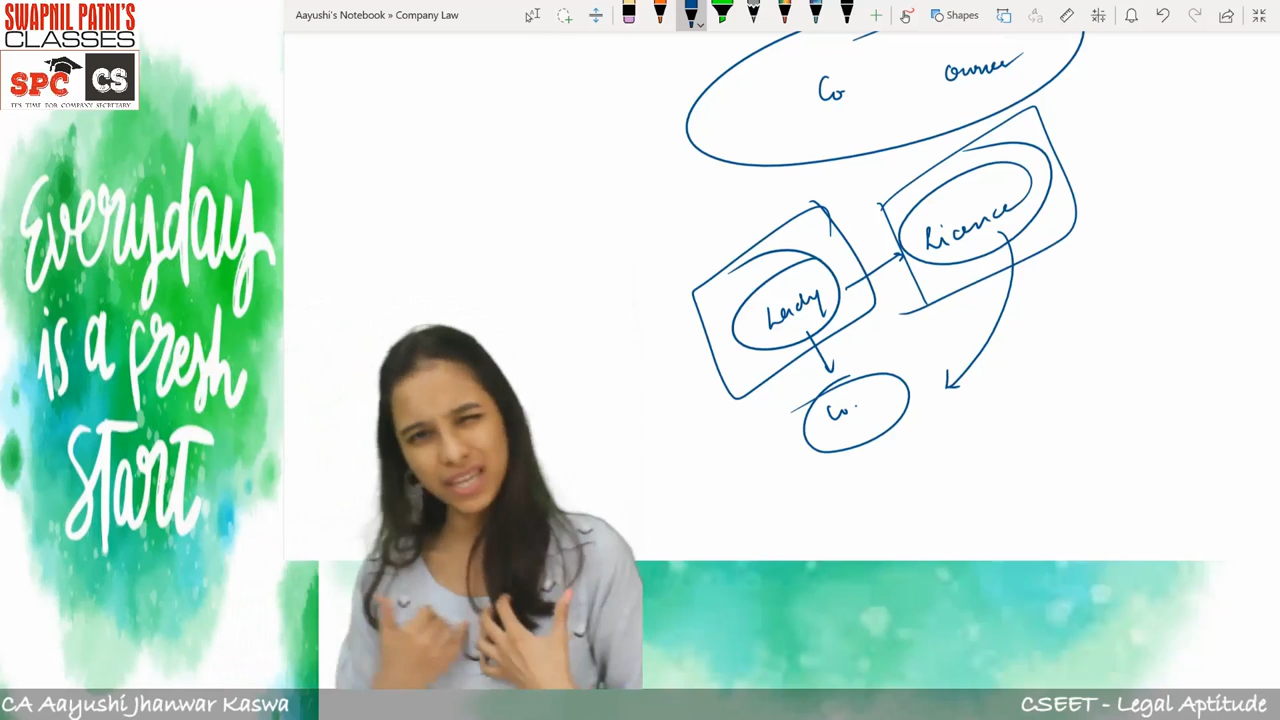 SWAPNIL PATNI'S
CLASSES
SPC CS
IT'S TIME FOR COMPANY SECRETARY
Everyday
is a
fresh
START
Aayushi's Notebook » Company Law
Shapes
Co owner
Licence
Lady
Co.
CA Aayushi Jhanwar Kaswa
CSEET - Legal Aptitude